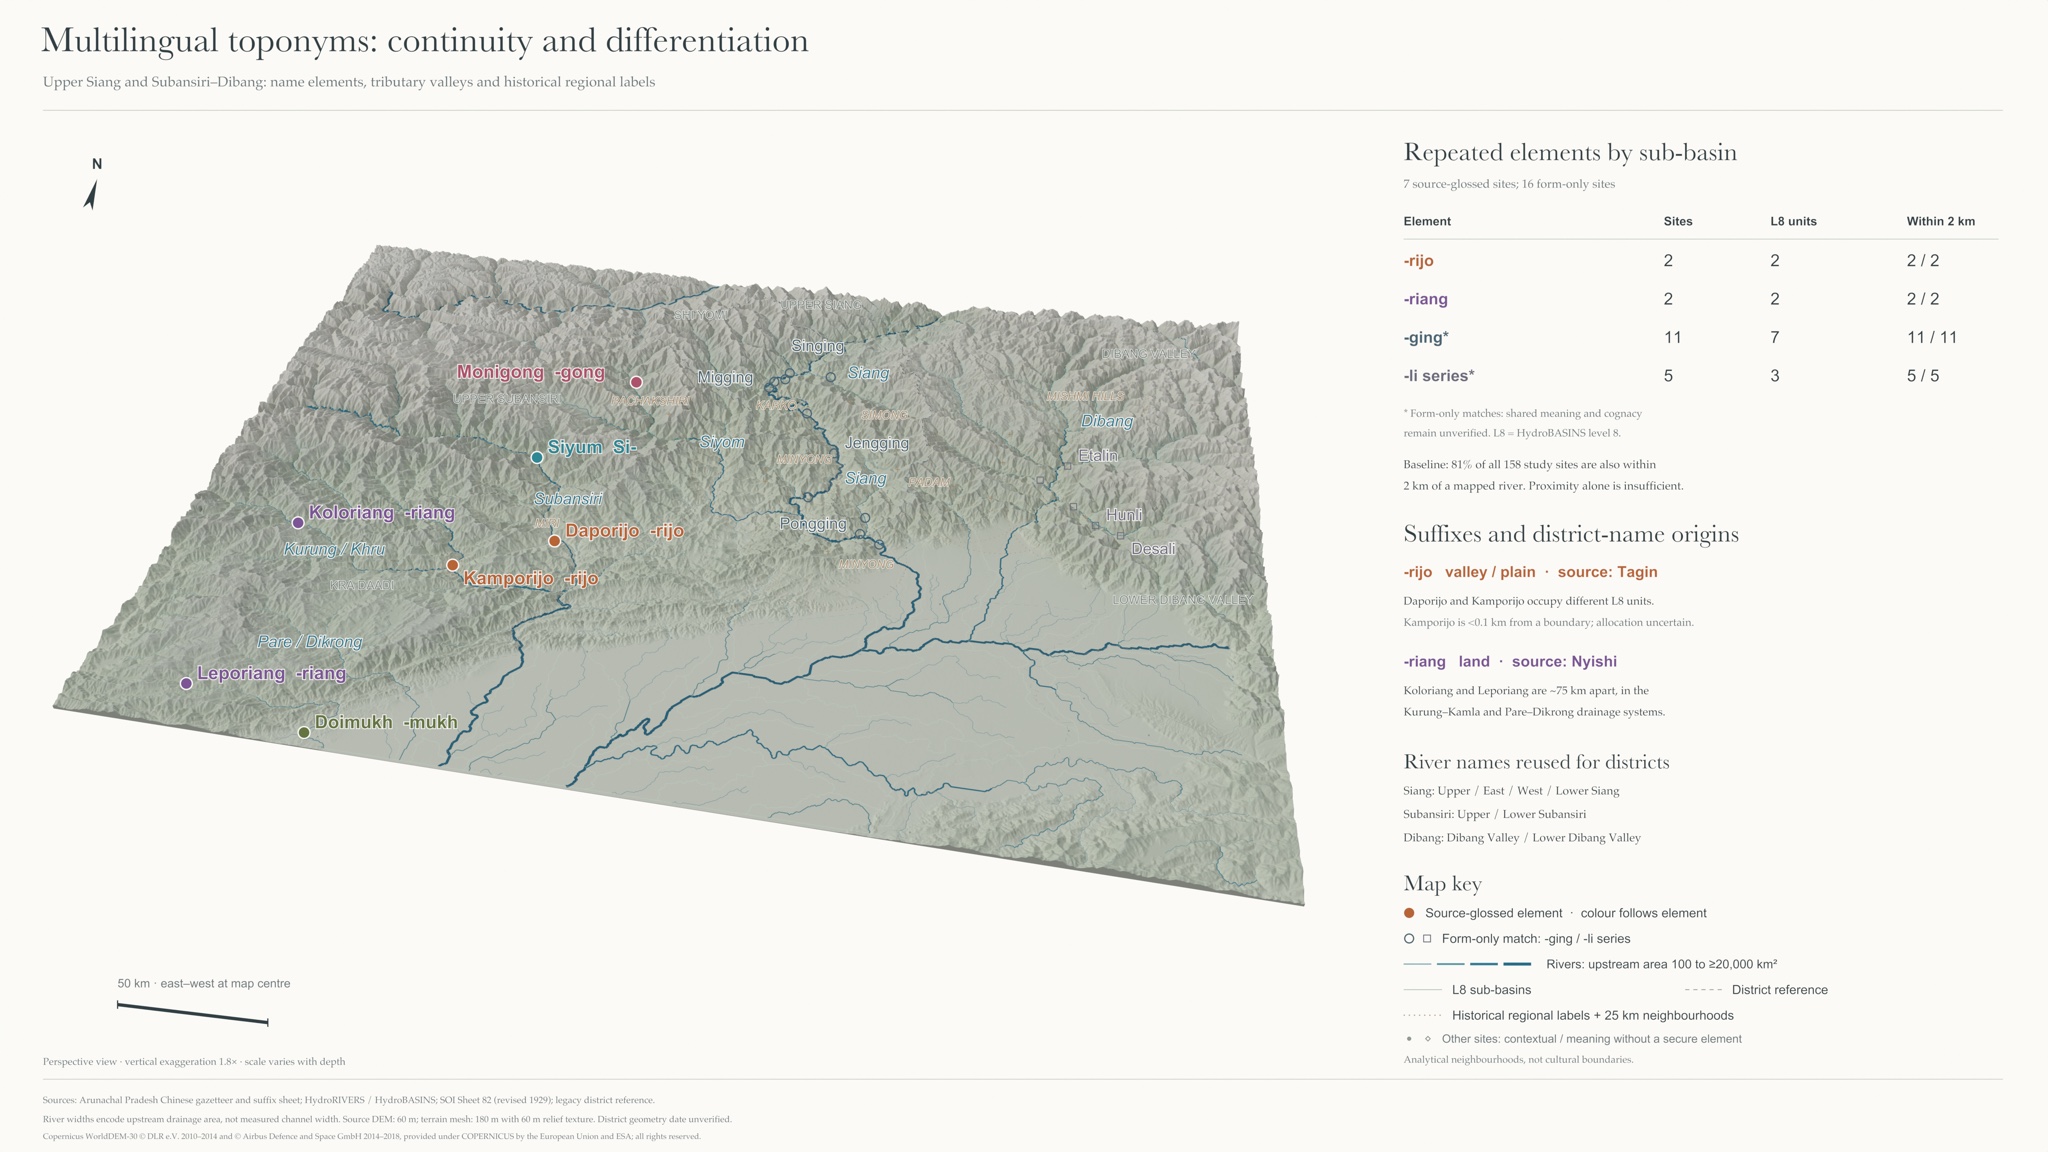 Multilingual toponyms: continuity and differentiation
Upper Siang and Subansiri–Dibang: name elements, tributary valleys and historical regional labels
N
UPPER SIANG
SHI YOMI
Singing
DIBANG VALLEY
Monigong -gong
Migging
Siang
UPPER SUBANSIRI
PACHAKSHIRI
KARKO
SIMONG
MISHMI HILLS
Dibang
Siyum Si-
Siyom
Jengging
MINYONG
Etalin
Siang
PADAM
Subansiri
Koloriang -riang
Hunli
MIRI
Daporijo -rijo
Pongging
Kurung / Khru
Desali
MINYONG
Kamporijo -rijo
KRA DAADI
LOWER DIBANG VALLEY
Pare / Dikrong
Leporiang -riang
Doimukh -mukh
50 km · east–west at map centre
Perspective view · vertical exaggeration 1.8× · scale varies with depth
Repeated elements by sub-basin
7 source-glossed sites; 16 form-only sites
Element Sites L8 units Within 2 km
-rijo 2 2 2 / 2
-riang 2 2 2 / 2
-ging* 11 7 11 / 11
-li series* 5 3 5 / 5
* Form-only matches: shared meaning and cognacy
remain unverified. L8 = HydroBASINS level 8.
Baseline: 81% of all 158 study sites are also within
2 km of a mapped river. Proximity alone is insufficient.
Suffixes and district-name origins
-rijo valley / plain · source: Tagin
Daporijo and Kamporijo occupy different L8 units.
Kamporijo is <0.1 km from a boundary; allocation uncertain.
-riang land · source: Nyishi
Koloriang and Leporiang are ~75 km apart, in the
Kurung–Kamla and Pare–Dikrong drainage systems.
River names reused for districts
Siang: Upper / East / West / Lower Siang
Subansiri: Upper / Lower Subansiri
Dibang: Dibang Valley / Lower Dibang Valley
Map key
Source-glossed element · colour follows element
Form-only match: -ging / -li series
Rivers: upstream area 100 to ≥20,000 km²
L8 sub-basins
District reference
Historical regional labels + 25 km neighbourhoods
Other sites: contextual / meaning without a secure element
Analytical neighbourhoods, not cultural boundaries.
Sources: Arunachal Pradesh Chinese gazetteer and suffix sheet; HydroRIVERS / HydroBASINS; SOI Sheet 82 (revised 1929); legacy district reference.
River widths encode upstream drainage area, not measured channel width. Source DEM: 60 m; terrain mesh: 180 m with 60 m relief texture. District geometry date unverified.
Copernicus WorldDEM-30 © DLR e.V. 2010–2014 and © Airbus Defence and Space GmbH 2014–2018, provided under COPERNICUS by the European Union and ESA; all rights reserved.